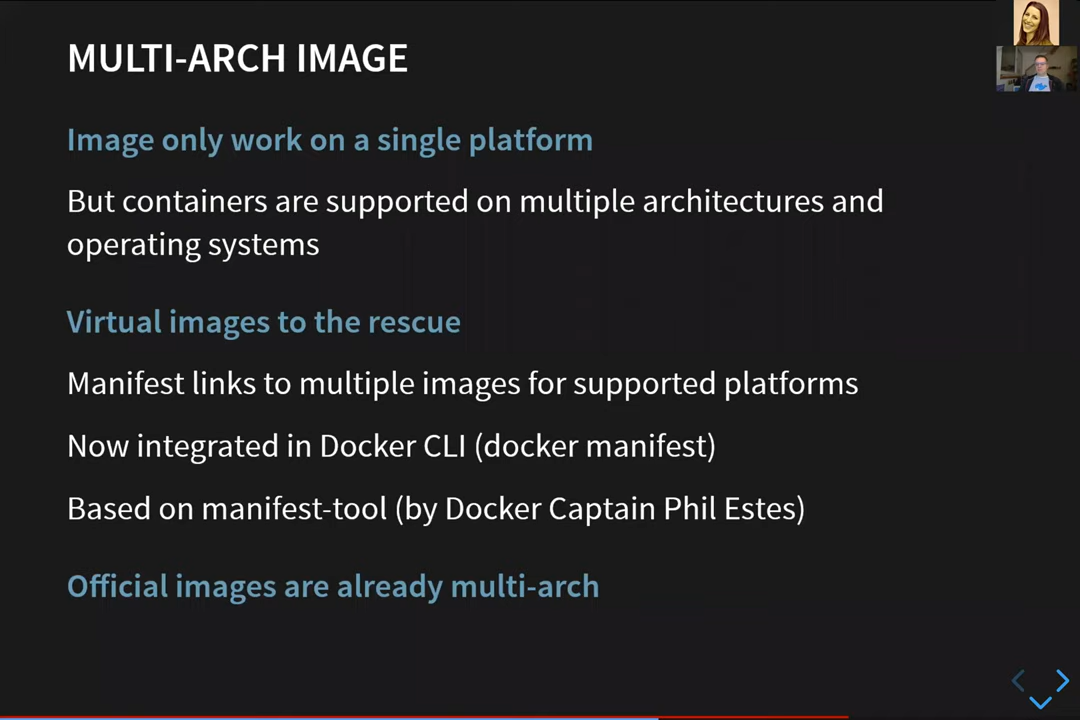 MULTI-ARCH IMAGE
Image only work on a single platform
But containers are supported on multiple architectures and
operating systems
Virtual images to the rescue
Manifest links to multiple images for supported platforms
Now integrated in Docker CLI (docker manifest)
Based on manifest-tool (by Docker Captain Phil Estes)
Official images are already multi-arch